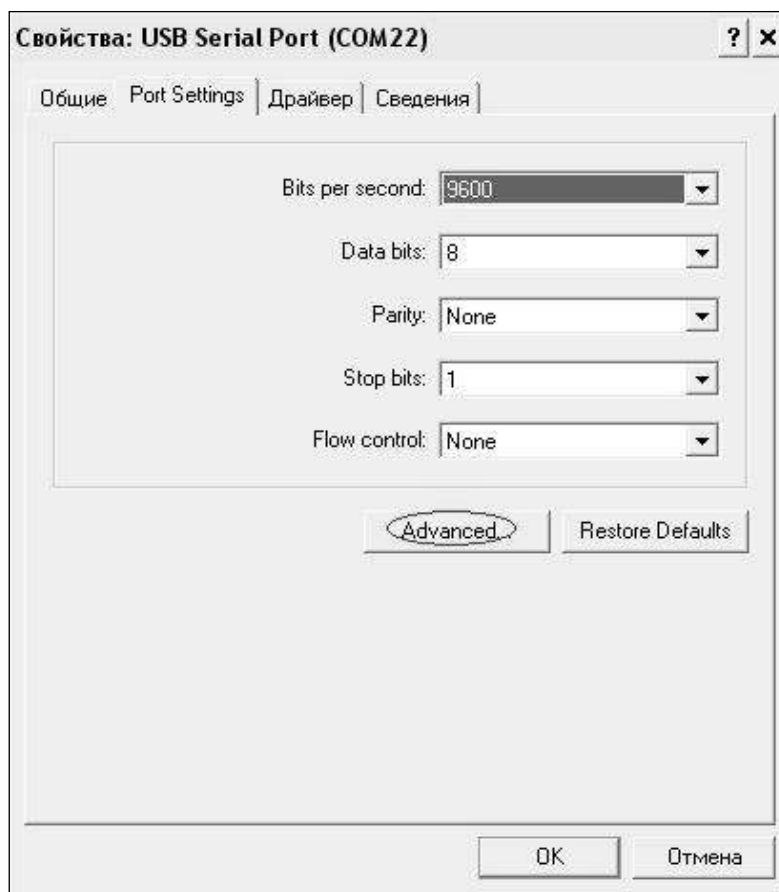 Свойства: USB Serial Port (COM22)
? ×
Общие Port Settings Драйвер Сведения
Bits per second: 9600
Data bits: 8
Parity: None
Stop bits: 1
Flow control: None
Advanced... Restore Defaults
OK Отмена